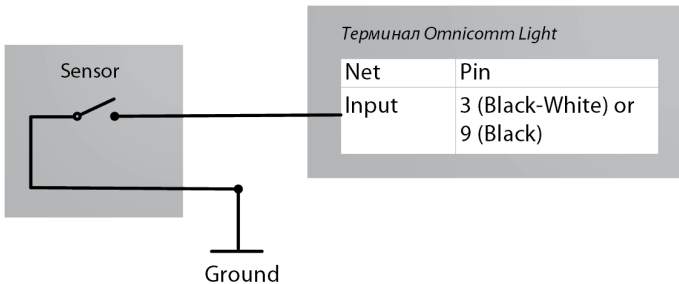 Терминал Omnicomm Light
Sensor
Net Pin
Input 3 (Black-White) or
9 (Black)
Ground